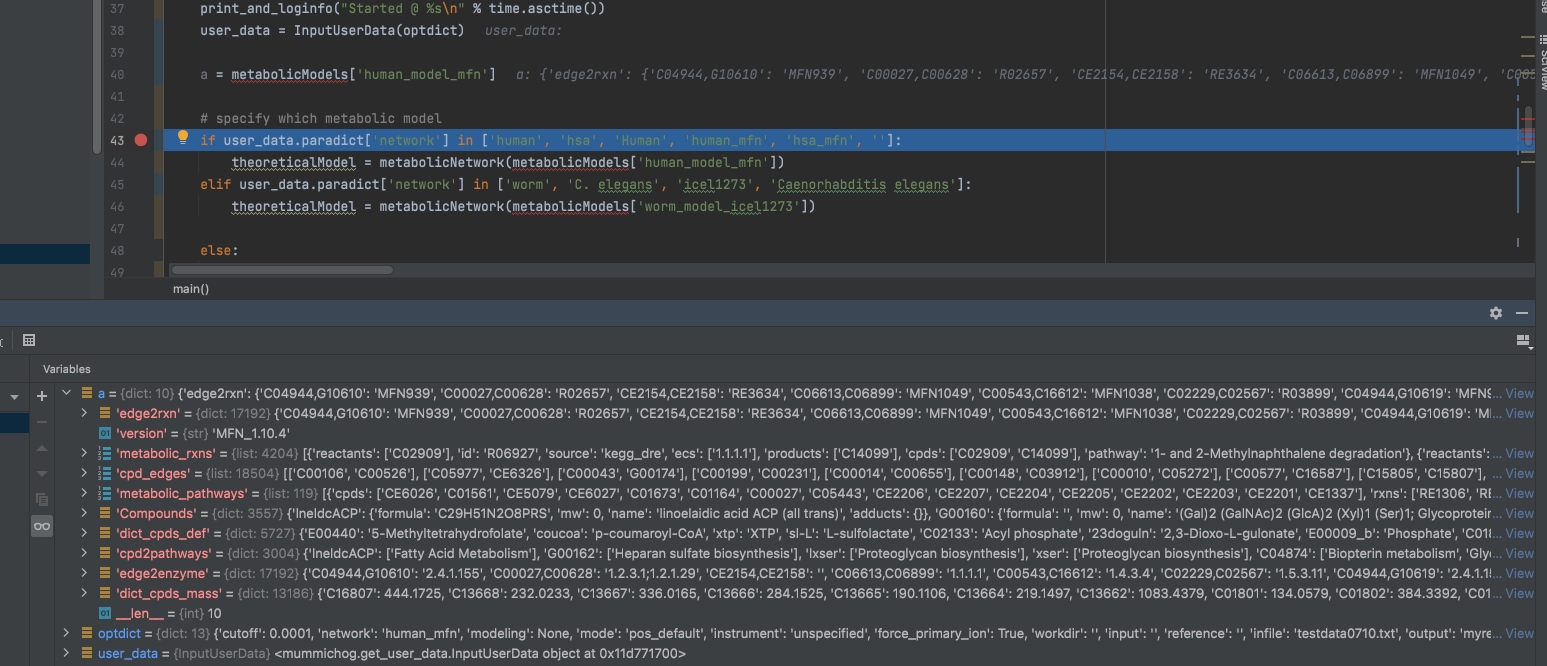 37 print_and_loginfo("Started @ %s\n" % time.asctime())
38 user_data = InputUserData(optdict) user_data:
39
40 a = metabolicModels['human_model_mfn'] a: {'edge2rxn': {'C04944,G10610': 'MFN939', 'C00027,C00628': 'R02657', 'CE2154,CE2158': 'RE3634', 'C06613,C06899': 'MFN1049', 'C005
41
42 # specify which metabolic model
43 if user_data.paradict['network'] in ['human', 'hsa', 'Human', 'human_mfn', 'hsa_mfn', '']:
44 theoreticalModel = metabolicNetwork(metabolicModels['human_model_mfn'])
45 elif user_data.paradict['network'] in ['worm', 'C. elegans', 'icel1273', 'Caenorhabditis elegans']:
46 theoreticalModel = metabolicNetwork(metabolicModels['worm_model_icel1273'])
47
48 else:
49
SciView
main()
Variables
a = {dict: 10} {'edge2rxn': {'C04944,G10610': 'MFN939', 'C00027,C00628': 'R02657', 'CE2154,CE2158': 'RE3634', 'C06613,C06899': 'MFN1049', 'C00543,C16612': 'MFN1038', 'C02229,C02567': 'R03899', 'C04944,G10619': 'MFN9... View
'edge2rxn' = {dict: 17192} {'C04944,G10610': 'MFN939', 'C00027,C00628': 'R02657', 'CE2154,CE2158': 'RE3634', 'C06613,C06899': 'MFN1049', 'C00543,C16612': 'MFN1038', 'C02229,C02567': 'R03899', 'C04944,G10619': 'MI... View
'version' = {str} 'MFN_1.10.4'
'metabolic_rxns' = {list: 4204} [{'reactants': ['C02909'], 'id': 'R06927', 'source': 'kegg_dre', 'ecs': ['1.1.1.1'], 'products': ['C14099'], 'cpds': ['C02909', 'C14099'], 'pathway': '1- and 2-Methylnaphthalene degradation'}, {'reactant... View
'cpd_edges' = {list: 18504} [['C00106', 'C00526'], ['C05977', 'CE6326'], ['C00043', 'G00174'], ['C00199', 'C00231'], ['C00014', 'C00655'], ['C00148', 'C03912'], ['C00010', 'C05272'], ['C00577', 'C16587'], ['C15805', 'C15807'], ... View
'metabolic_pathways' = {list: 119} [{'cpds': ['CE6026', 'C01561', 'CE5079', 'CE6027', 'C01673', 'C01164', 'C00027', 'C05443', 'CE2206', 'CE2207', 'CE2204', 'CE2205', 'CE2202', 'CE2203', 'CE2201', 'CE1337'], 'rxns': ['RE1306', 'RE... View
'Compounds' = {dict: 3557} {'lneldcACP': {'formula': 'C29H51N2O8PRS', 'mw': 0, 'name': 'linoelaidic acid ACP (all trans)', 'adducts': {}}, 'G00160': {'formula': '', 'mw': 0, 'name': '(Gal)2 (GalNAc)2 (GlcA)2 (Xyl)1 (Ser)1; Glycoprotein... View
'dict_cpds_def' = {dict: 5727} {'E00440': '5-Methyltetrahydrofolate', 'coucoa': 'p-coumaroyl-CoA', 'xtp': 'XTP', 'sl-L': 'L-sulfolactate', 'C02133': 'Acyl phosphate', '23doguln': '2,3-Dioxo-L-gulonate', 'E00009_b': 'Phosphate', 'C018... View
'cpd2pathways' = {dict: 3004} {'lneldcACP': ['Fatty Acid Metabolism'], 'G00162': ['Heparan sulfate biosynthesis'], 'lxser': ['Proteoglycan biosynthesis'], 'xser': ['Proteoglycan biosynthesis'], 'C04874': ['Biopterin metabolism', 'Gly... View
'edge2enzyme' = {dict: 17192} {'C04944,G10610': '2.4.1.155', 'C00027,C00628': '1.2.3.1;1.2.1.29', 'CE2154,CE2158': '', 'C06613,C06899': '1.1.1.1', 'C00543,C16612': '1.4.3.4', 'C02229,C02567': '1.5.3.11', 'C04944,G10619': '2.4.1.15... View
'dict_cpds_mass' = {dict: 13186} {'C16807': 444.1725, 'C13668': 232.0233, 'C13667': 336.0165, 'C13666': 284.1525, 'C13665': 190.1106, 'C13664': 219.1497, 'C13662': 1083.4379, 'C01801': 134.0579, 'C01802': 384.3392, 'C01... View
__len__ = {int} 10
optdict = {dict: 13} {'cutoff': 0.0001, 'network': 'human_mfn', 'modeling': None, 'mode': 'pos_default', 'instrument': 'unspecified', 'force_primary_ion': True, 'workdir': '', 'input': '', 'reference': '', 'infile': 'testdata0710.txt', 'output': 'myre... View
user_data = {InputUserData} <mummichog.get_user_data.InputUserData object at 0x11d771700>